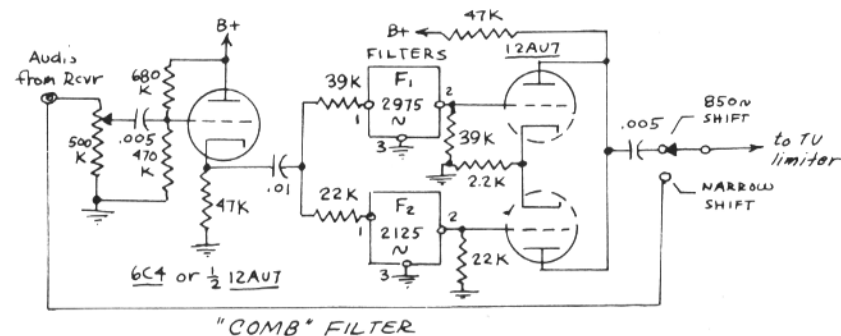 Audio
from Rcvr
500
K
.005
680
K
470
K
B+
47K
6C4 or ½ 12AU7
.01
39K
22K
FILTERS
F1
2975
~
1
2
3
F2
2125
~
1
2
3
39K
22K
2.2K
B+
47K
12AU7
.005
850~
SHIFT
to TU
limiter
NARROW
SHIFT
"COMB" FILTER